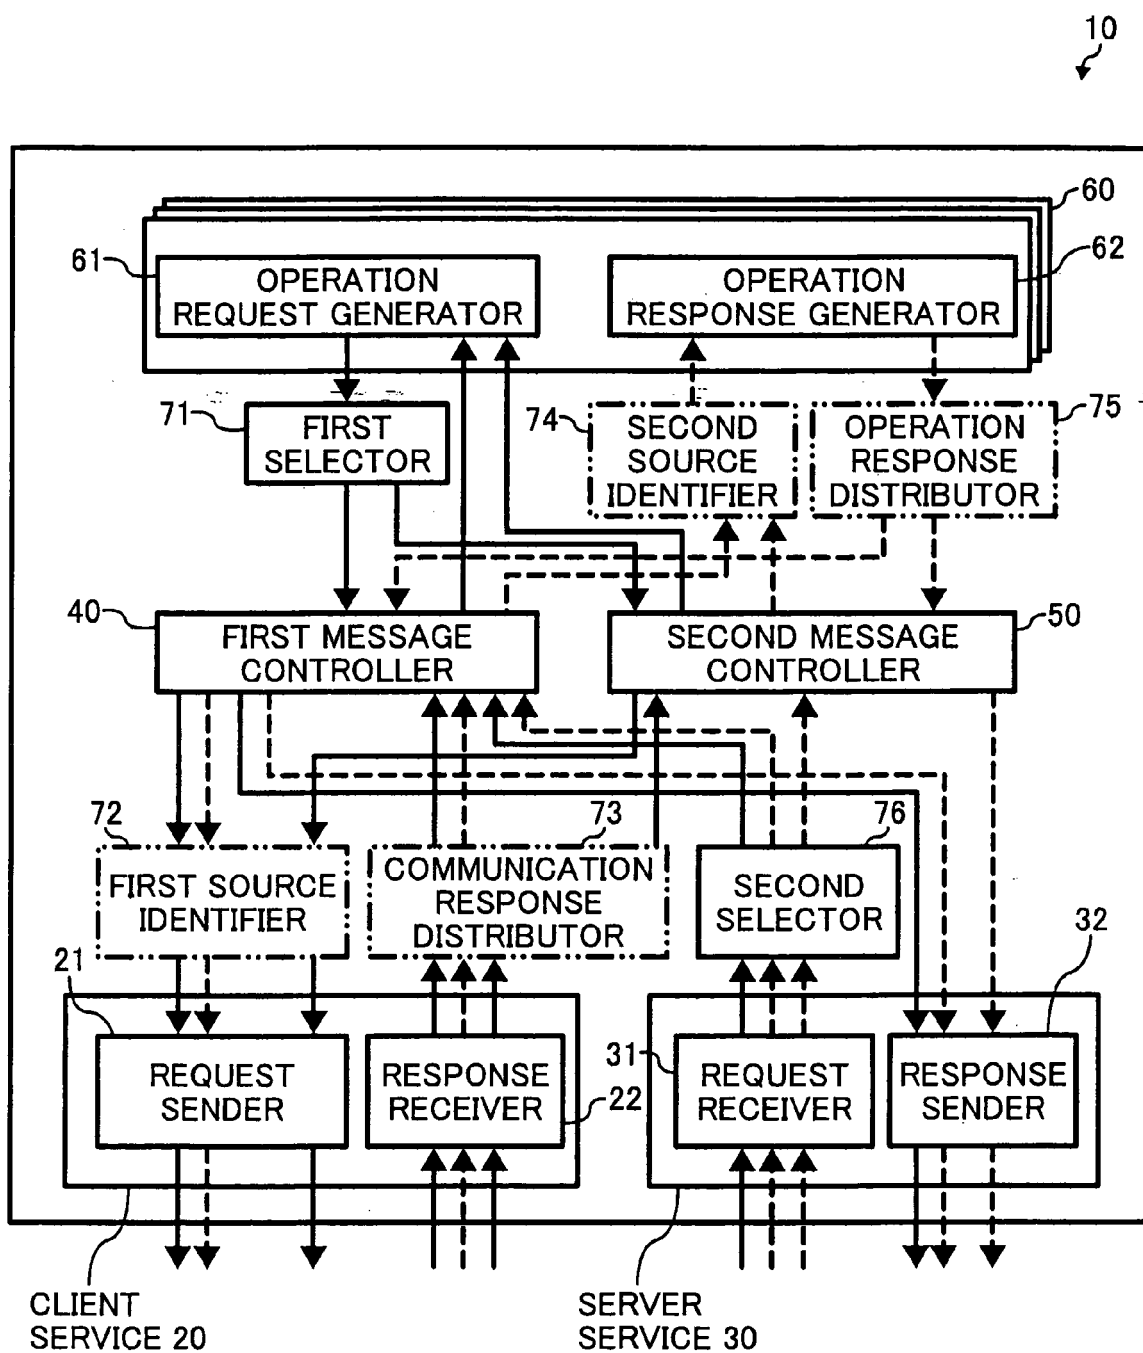 10
60
61
OPERATION
REQUEST GENERATOR
OPERATION
RESPONSE GENERATOR
62
71
FIRST
SELECTOR
74
SECOND
SOURCE
IDENTIFIER
OPERATION
RESPONSE
DISTRIBUTOR
75
40
FIRST MESSAGE
CONTROLLER
SECOND MESSAGE
CONTROLLER
50
72
FIRST SOURCE
IDENTIFIER
73
COMMUNICATION
RESPONSE
DISTRIBUTOR
76
SECOND
SELECTOR
32
21
REQUEST
SENDER
RESPONSE
RECEIVER
22
31
REQUEST
RECEIVER
RESPONSE
SENDER
CLIENT
SERVICE 20
SERVER
SERVICE 30